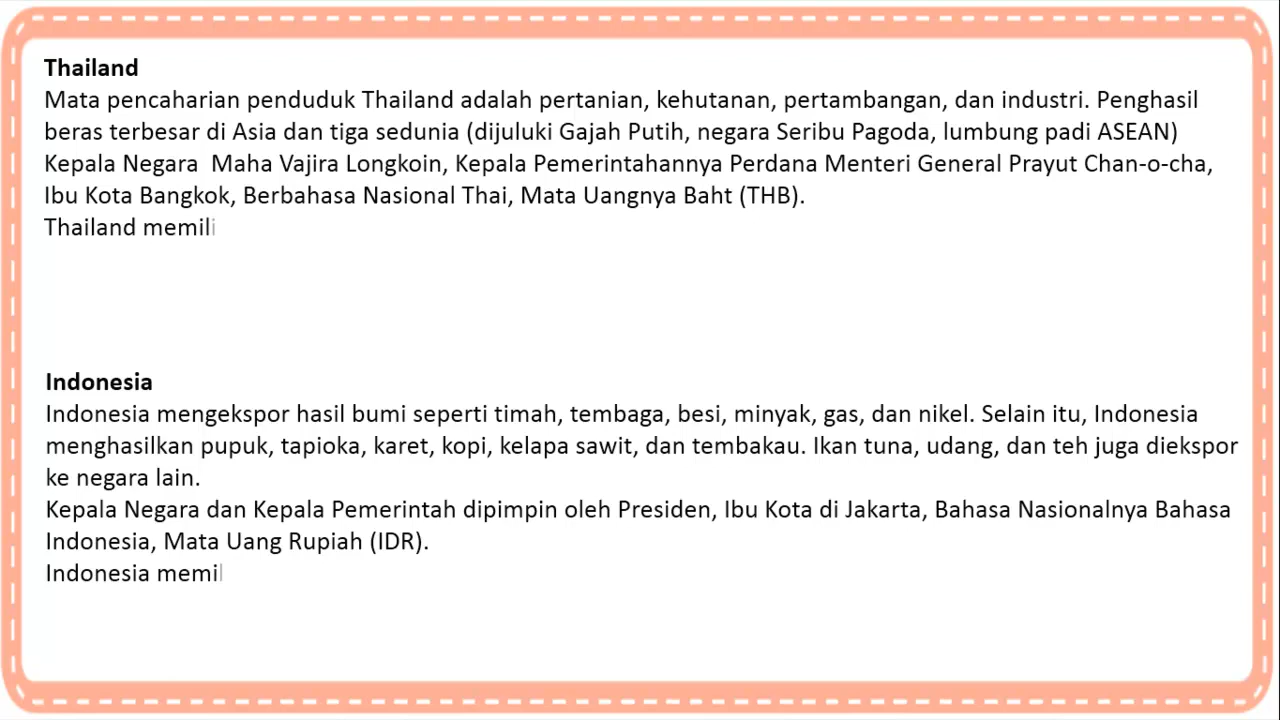 Thailand
Mata pencaharian penduduk Thailand adalah pertanian, kehutanan, pertambangan, dan industri. Penghasil
beras terbesar di Asia dan tiga sedunia (dijuluki Gajah Putih, negara Seribu Pagoda, lumbung padi ASEAN)
Kepala Negara  Maha Vajira Longkoin, Kepala Pemerintahannya Perdana Menteri General Prayut Chan-o-cha,
Ibu Kota Bangkok, Berbahasa Nasional Thai, Mata Uangnya Baht (THB).
Thailand memili
Indonesia
Indonesia mengekspor hasil bumi seperti timah, tembaga, besi, minyak, gas, dan nikel. Selain itu, Indonesia
menghasilkan pupuk, tapioka, karet, kopi, kelapa sawit, dan tembakau. Ikan tuna, udang, dan teh juga diekspor
ke negara lain.
Kepala Negara dan Kepala Pemerintah dipimpin oleh Presiden, Ibu Kota di Jakarta, Bahasa Nasionalnya Bahasa
Indonesia, Mata Uang Rupiah (IDR).
Indonesia memil